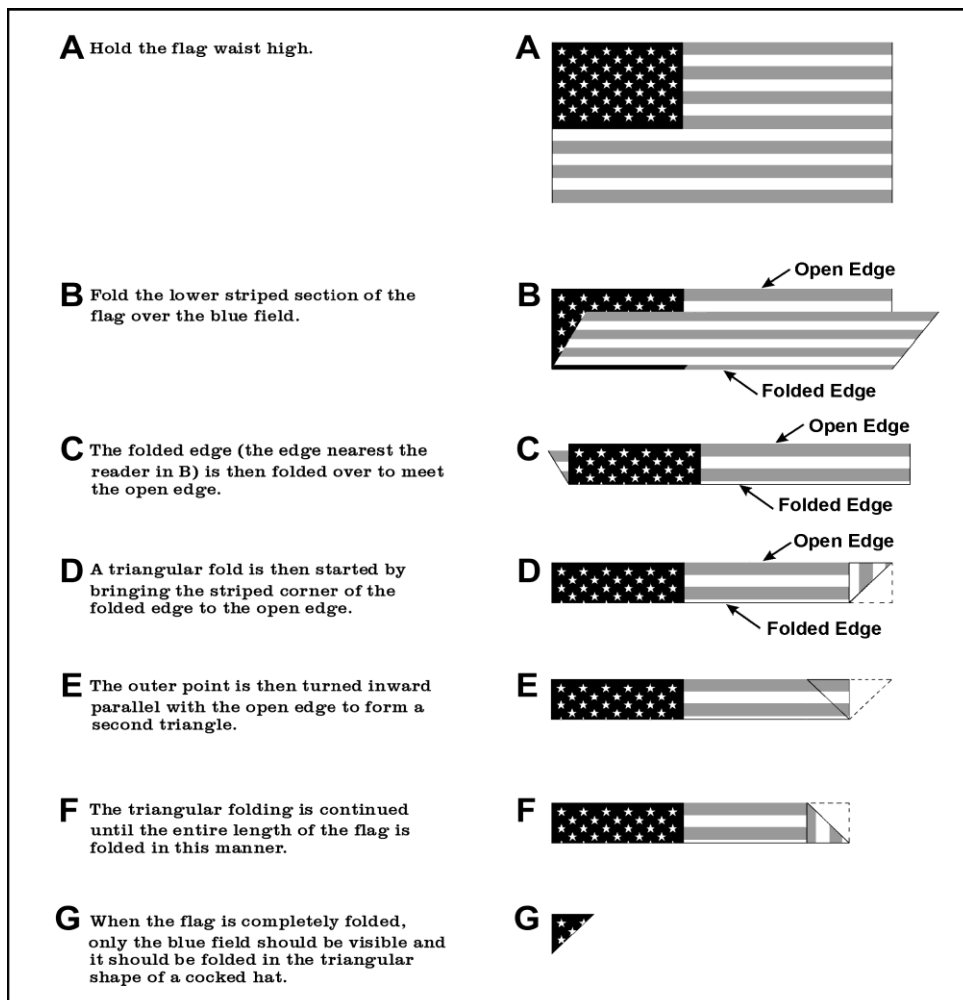 A Hold the flag waist high.
A
B Fold the lower striped section of the
flag over the blue field.
B
Open Edge
Folded Edge
C The folded edge (the edge nearest the
reader in B) is then folded over to meet
the open edge.
C
Open Edge
Folded Edge
D A triangular fold is then started by
bringing the striped corner of the
folded edge to the open edge.
D
Open Edge
Folded Edge
E The outer point is then turned inward
parallel with the open edge to form a
second triangle.
E
F The triangular folding is continued
until the entire length of the flag is
folded in this manner.
F
G When the flag is completely folded,
only the blue field should be visible and
it should be folded in the triangular
shape of a cocked hat.
G